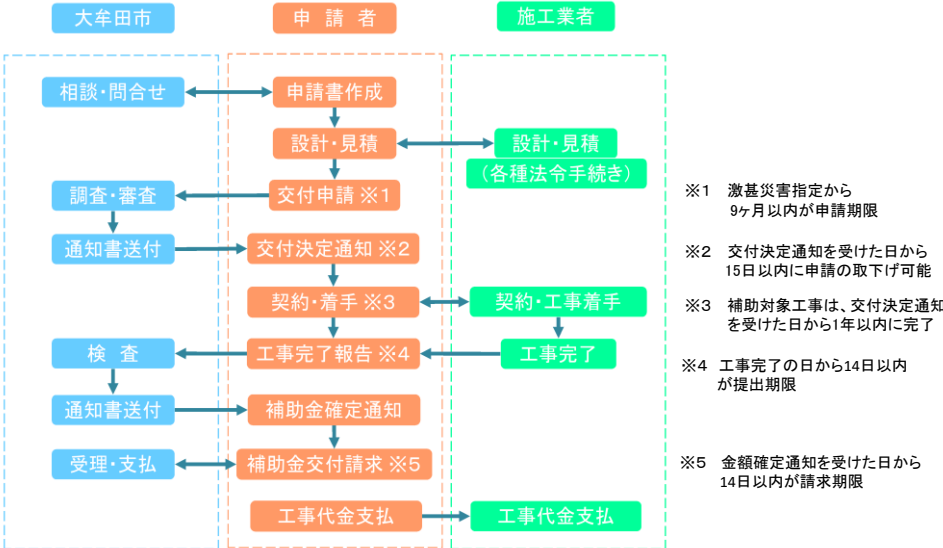 大牟田市
申 請 者
施工業者
相談・問合せ
申請書作成
設計・見積
設計・見積
(各種法令手続き)
調査・審査
交付申請 ※1
※1 激甚災害指定から
9ヶ月以内が申請期限
通知書送付
交付決定通知 ※2
※2 交付決定通知を受けた日から
15日以内に申請の取下げ可能
契約・着手 ※3
契約・工事着手
※3 補助対象工事は、交付決定通知
を受けた日から1年以内に完了
検 査
工事完了報告 ※4
工事完了
※4 工事完了の日から14日以内
が提出期限
通知書送付
補助金確定通知
受理・支払
補助金交付請求 ※5
※5 金額確定通知を受けた日から
14日以内が請求期限
工事代金支払
工事代金支払